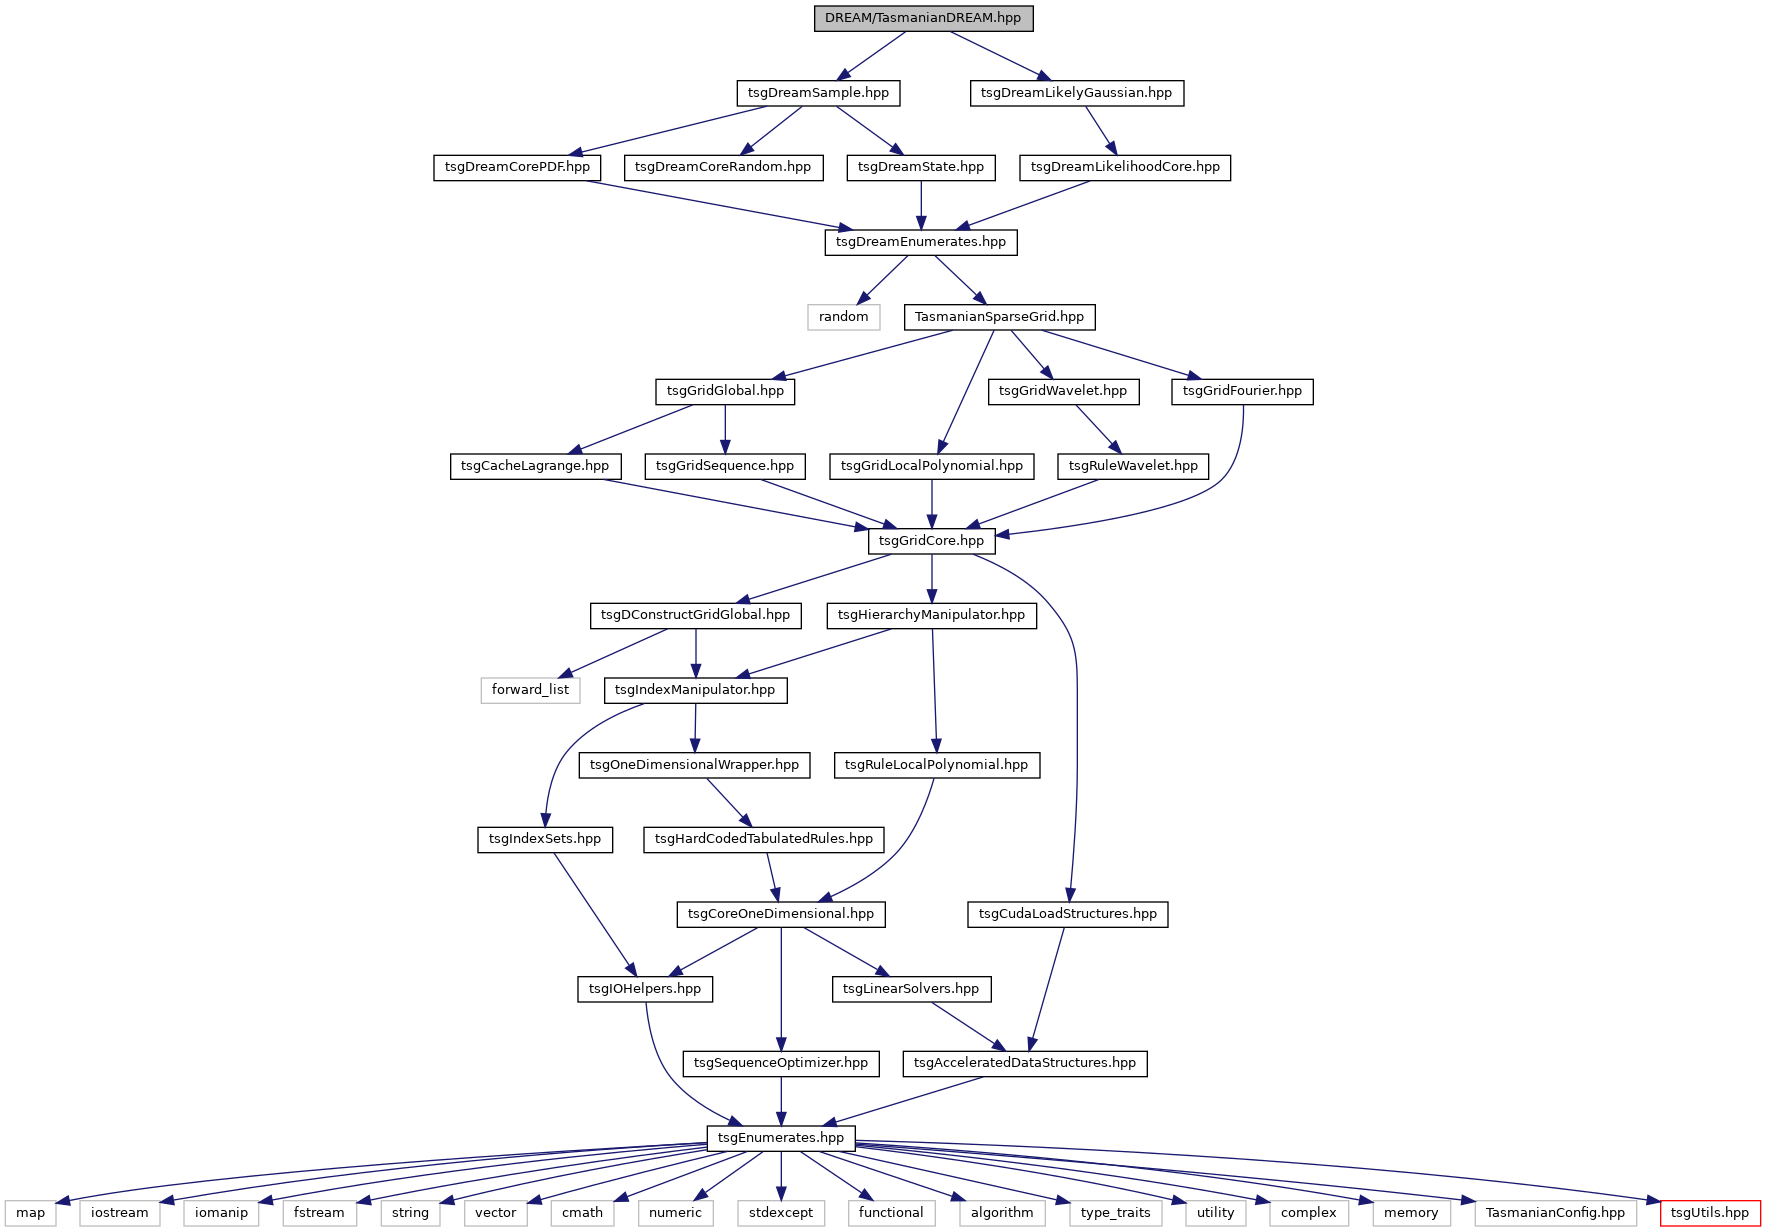 DREAM/TasmanianDREAM.hpp
tsgDreamSample.hpp
tsgDreamLikelyGaussian.hpp
tsgDreamCorePDF.hpp
tsgDreamCoreRandom.hpp
tsgDreamState.hpp
tsgDreamLikelihoodCore.hpp
tsgDreamEnumerates.hpp
random
TasmanianSparseGrid.hpp
tsgGridGlobal.hpp
tsgGridWavelet.hpp
tsgGridFourier.hpp
tsgCacheLagrange.hpp
tsgGridSequence.hpp
tsgGridLocalPolynomial.hpp
tsgRuleWavelet.hpp
tsgGridCore.hpp
tsgDConstructGridGlobal.hpp
tsgHierarchyManipulator.hpp
forward_list
tsgIndexManipulator.hpp
tsgOneDimensionalWrapper.hpp
tsgRuleLocalPolynomial.hpp
tsgIndexSets.hpp
tsgHardCodedTabulatedRules.hpp
tsgCoreOneDimensional.hpp
tsgCudaLoadStructures.hpp
tsgIOHelpers.hpp
tsgLinearSolvers.hpp
tsgSequenceOptimizer.hpp
tsgAcceleratedDataStructures.hpp
tsgEnumerates.hpp
map
iostream
iomanip
fstream
string
vector
cmath
numeric
stdexcept
functional
algorithm
type_traits
utility
complex
memory
TasmanianConfig.hpp
tsgUtils.hpp